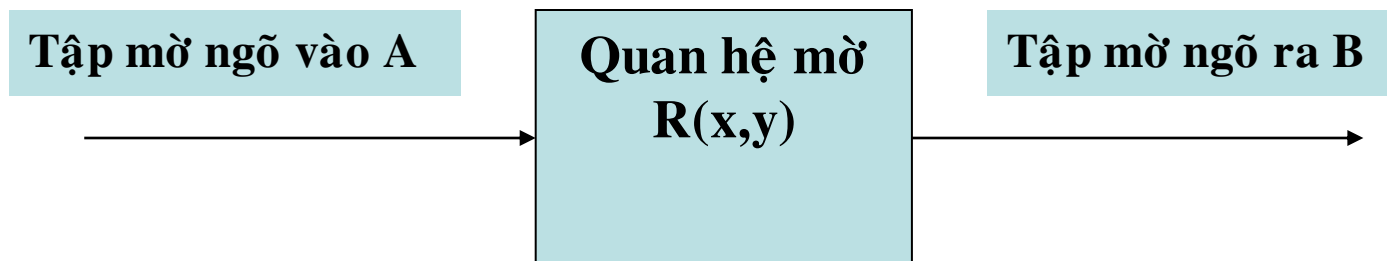 Tập mờ ngõ vào A
Quan hệ mờ
R(x,y)
Tập mờ ngõ ra B